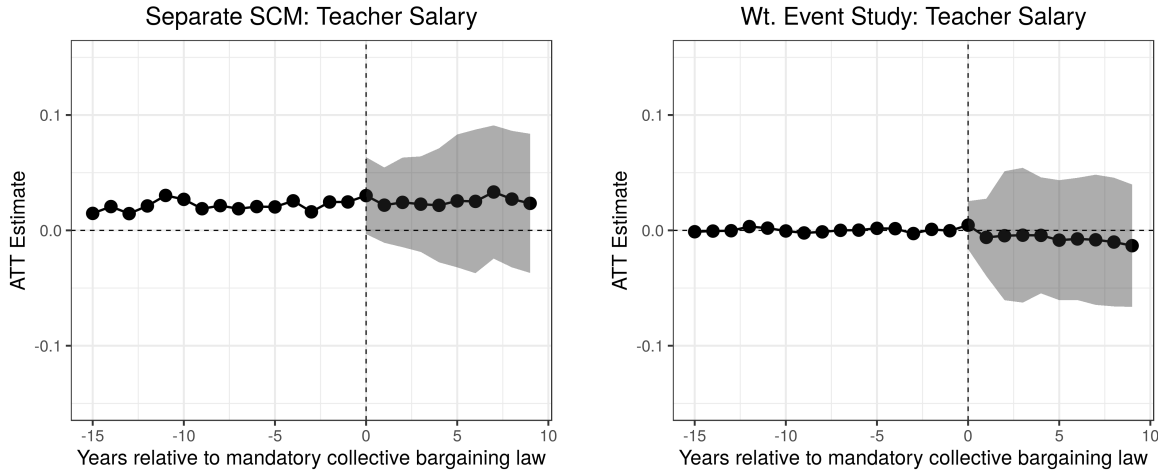 Separate SCM: Teacher Salary
ATT Estimate
0.1
0.0
-0.1
-15 -10 -5 0 5 10
Years relative to mandatory collective bargaining law
Wt. Event Study: Teacher Salary
ATT Estimate
0.1
0.0
-0.1
-15 -10 -5 0 5 10
Years relative to mandatory collective bargaining law